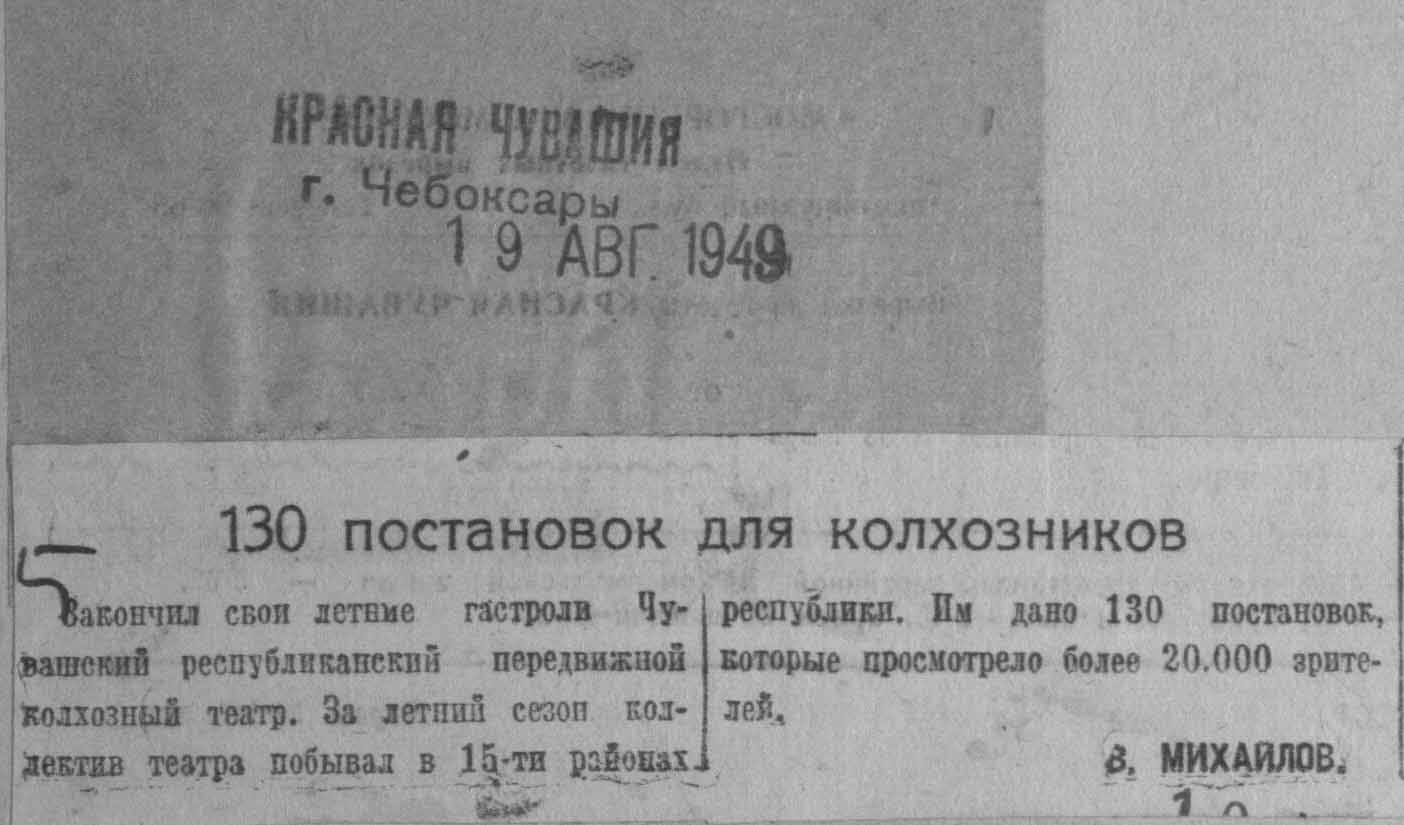 КРАСНАЯ ЧУВАШИЯ
г. Чебоксары
19 АВГ. 1949
130 постановок для колхозников
Закончил свои летние гастроли Чу-
вашский республиканский передвижной
колхозный театр. За летний сезон кол-
лектив театра побывал в 15-ти районах
республики. Им дано 130 постановок,
которые просмотрело более 20.000 зрите-
лей.
В. МИХАЙЛОВ.